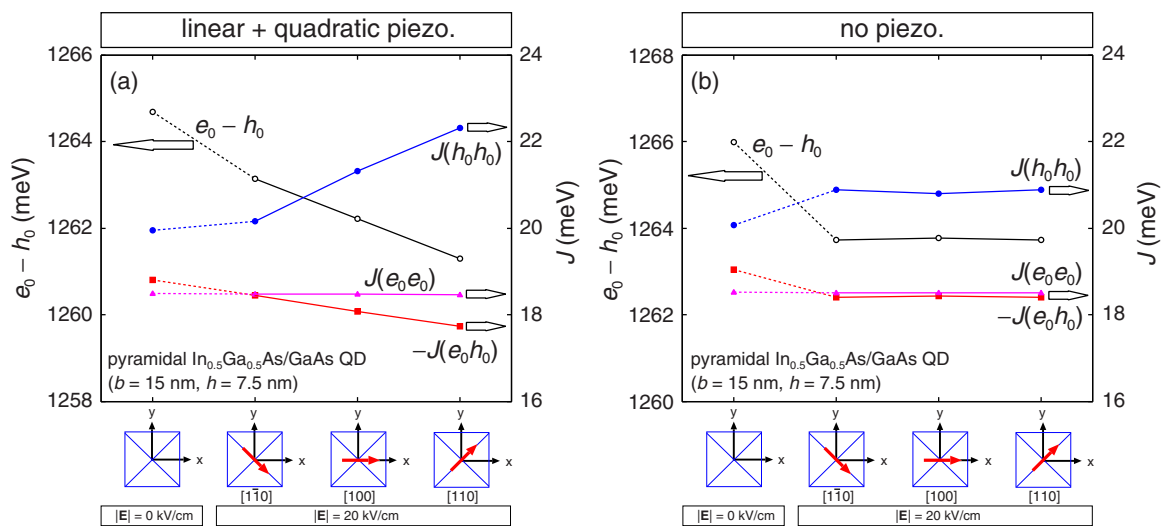 linear + quadratic piezo.
(a)
1266
1264
1262
1260
1258
e₀ – h₀ (meV)
24
22
20
18
16
J (meV)
e₀ – h₀
J(h₀h₀)
J(e₀e₀)
–J(e₀h₀)
pyramidal In₀.₅Ga₀.₅As/GaAs QD
(b = 15 nm, h = 7.5 nm)
y
x
y
x
y
x
y
x
[11̄0]
[100]
[110]
|E| = 0 kV/cm
|E| = 20 kV/cm
no piezo.
(b)
1268
1266
1264
1262
1260
e₀ – h₀ (meV)
24
22
20
18
16
J (meV)
e₀ – h₀
J(h₀h₀)
J(e₀e₀)
–J(e₀h₀)
pyramidal In₀.₅Ga₀.₅As/GaAs QD
(b = 15 nm, h = 7.5 nm)
y
x
y
x
y
x
y
x
[11̄0]
[100]
[110]
|E| = 0 kV/cm
|E| = 20 kV/cm